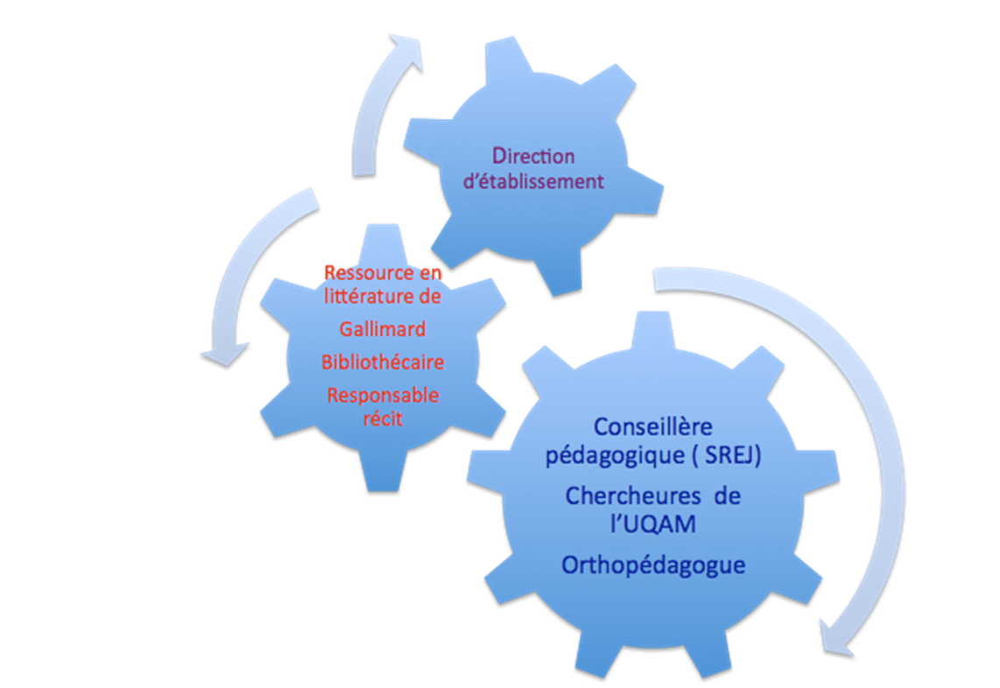 Direction
d’établissement
Ressource en
littérature de
Gallimard
Bibliothécaire
Responsable
récit
Conseillère
pédagogique ( SREJ)
Chercheures de
l’UQAM
Orthopédagogue